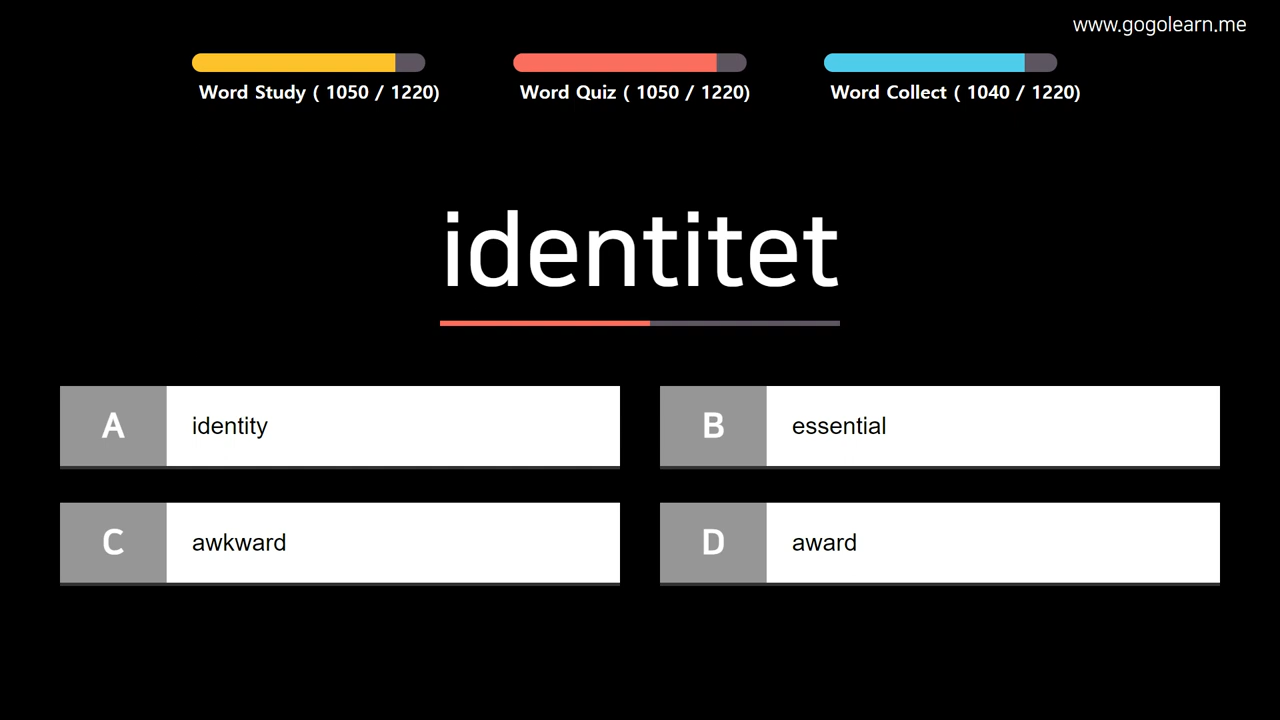 www.gogolearn.me
Word Study ( 1050 / 1220)
Word Quiz ( 1050 / 1220)
Word Collect ( 1040 / 1220)
identitet
A identity
B essential
C awkward
D award